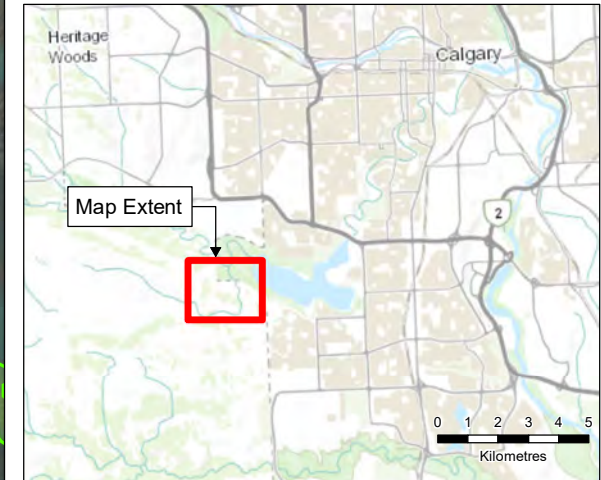 Heritage
Woods
Calgary
Map Extent
2
0 1 2 3 4 5
Kilometres